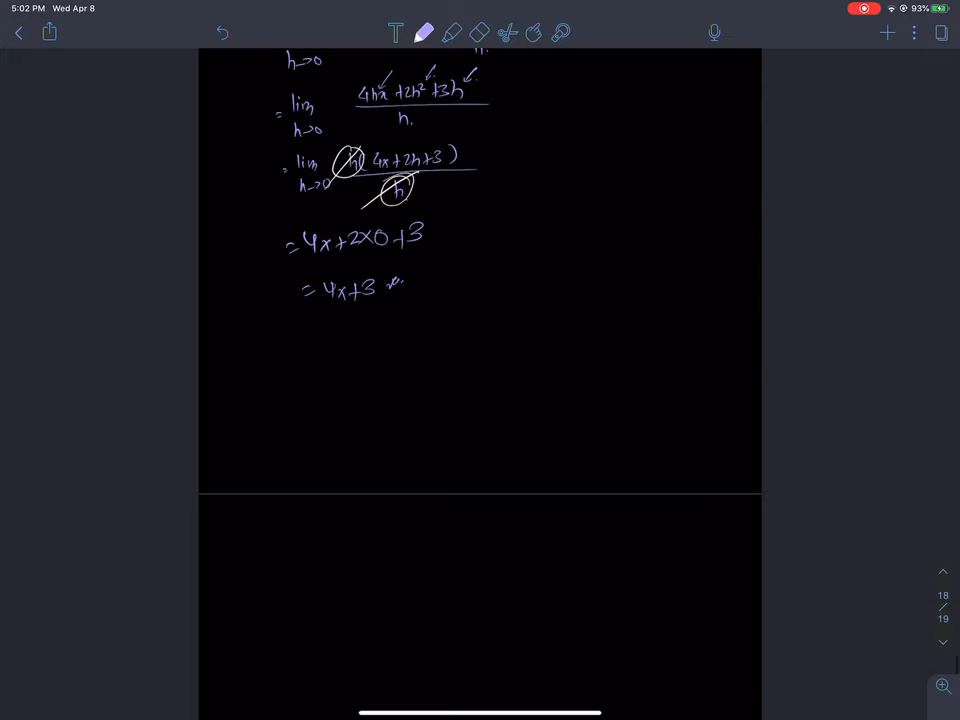 5:02 PM Wed Apr 8
93%
T
h.
h→0
= lim 4hx + 2h² + 3h
h→0 h.
= lim h(4x+2h+3)
h→0 h
= 4x+2×0+3
= 4x+3
18
/
19